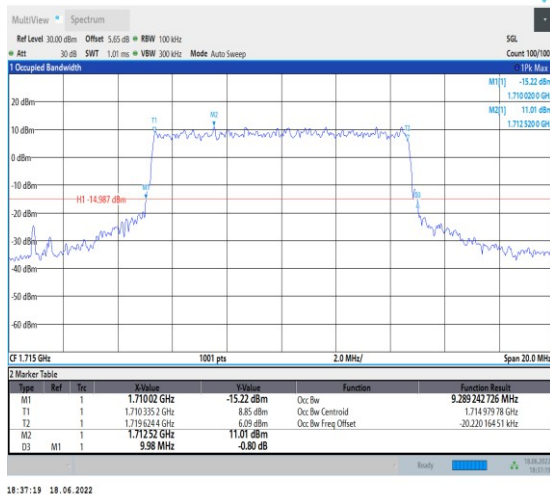 MultiView Spectrum
Ref Level 30.00 dBm Offset 5.65 dB RBW 100 kHz SGL
Att 30 dB SWT 1.01 ms VBW 300 kHz Mode Auto Sweep Count 100/100
1 Occupied Bandwidth 1Pk Max
M1[1] -15.22 dBm
1.710 020 0 GHz
M2[1] 11.01 dBm
1.712 520 0 GHz
20 dBm
T1 M2 T2
10 dBm
0 dBm
-10 dBm
M1
H1 -14.987 dBm
D3
-20 dBm
-30 dBm
-40 dBm
-50 dBm
-60 dBm
CF 1.715 GHz 1001 pts 2.0 MHz/ Span 20.0 MHz
2 Marker Table
Type Ref Trc X-Value Y-Value Function Function Result
M1 1 1.710 02 GHz -15.22 dBm Occ Bw 9.289 242 726 MHz
T1 1 1.710 335 2 GHz 8.85 dBm Occ Bw Centroid 1.714 979 78 GHz
T2 1 1.719 624 4 GHz 6.09 dBm Occ Bw Freq Offset -20.220 164 51 kHz
M2 1 1.712 52 GHz 11.01 dBm
D3 M1 1 9.98 MHz -0.80 dB
Ready 18.06.2022
18:37:19
18:37:19 18.06.2022